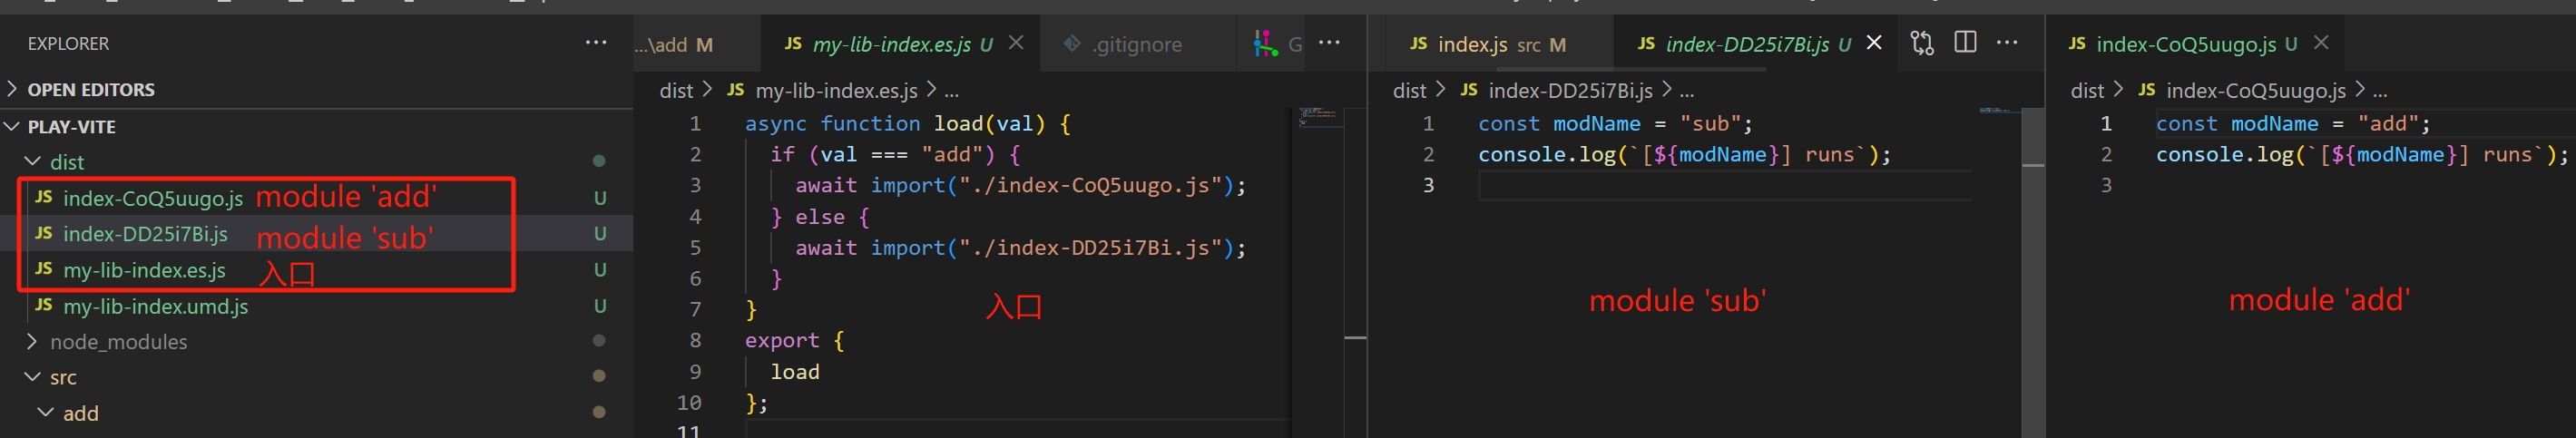 EXPLORER
···
OPEN EDITORS
PLAY-VITE
dist
index-CoQ5uugo.js
U
module 'add'
index-DD25i7Bi.js
U
module 'sub'
my-lib-index.es.js
U
入口
my-lib-index.umd.js
U
node_modules
src
add
...\add M
JS my-lib-index.es.js U
.gitignore
G
···
dist > JS my-lib-index.es.js > ...
1 async function load(val) {
2 if (val === "add") {
3 await import("./index-CoQ5uugo.js");
4 } else {
5 await import("./index-DD25i7Bi.js");
6 }
7 }
8 export {
9 load
10 };
11
入口
JS index.js src M
JS index-DD25i7Bi.js U
···
dist > JS index-DD25i7Bi.js > ...
1 const modName = "sub";
2 console.log(`[${modName}] runs`);
3
module 'sub'
JS index-CoQ5uugo.js U
dist > JS index-CoQ5uugo.js > ...
1 const modName = "add";
2 console.log(`[${modName}] runs`);
3
module 'add'